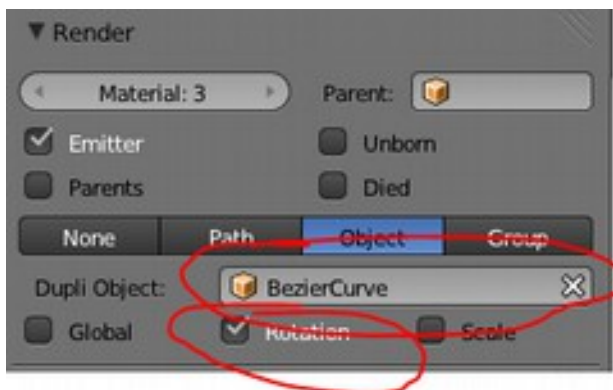 Render
Material: 3 Parent:
Emitter Unborn
Parents Died
None Path Object Group
Dupli Object: BezierCurve
Global Rotation Scale